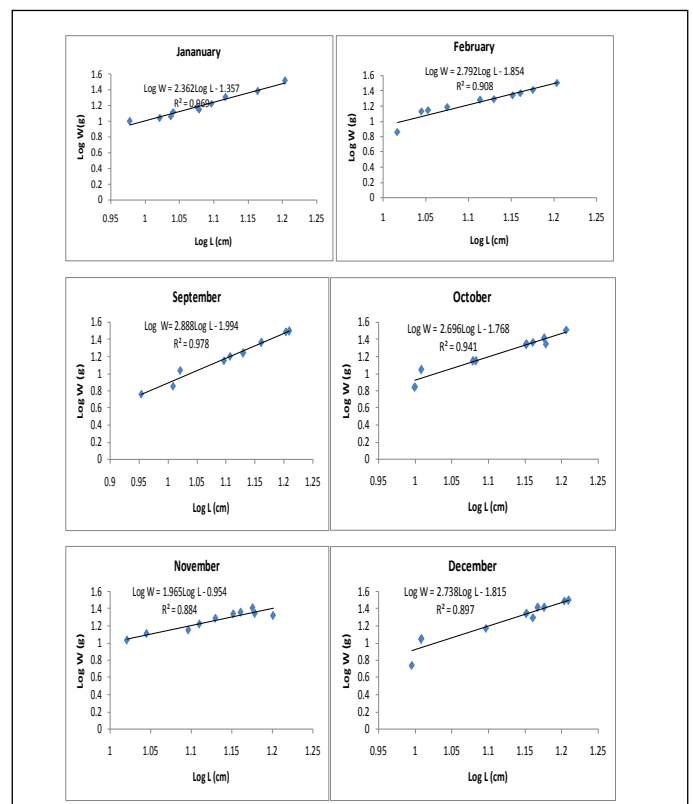 Jananuary
Log W = 2.362Log L - 1.357
R² = 0.969
1.6
1.4
1.2
1
0.8
0.6
0.4
0.2
0
Log W(g)
0.95 1 1.05 1.1 1.15 1.2 1.25
Log L (cm)
February
Log W = 2.792Log L - 1.854
R² = 0.908
1.6
1.4
1.2
1
0.8
0.6
0.4
0.2
0
Log W (g)
1 1.05 1.1 1.15 1.2 1.25
Log L (cm)
September
Log W= 2.888Log L - 1.994
R² = 0.978
1.6
1.4
1.2
1
0.8
0.6
0.4
0.2
0
Log W (g)
0.9 0.95 1 1.05 1.1 1.15 1.2 1.25
Log L (cm)
October
Log W = 2.696Log L - 1.768
R² = 0.941
1.6
1.4
1.2
1
0.8
0.6
0.4
0.2
0
Log W (g)
0.95 1 1.05 1.1 1.15 1.2 1.25
Log L (cm)
November
Log W = 1.965Log L - 0.954
R² = 0.884
1.6
1.4
1.2
1
0.8
0.6
0.4
0.2
0
Log W (g)
1 1.05 1.1 1.15 1.2 1.25
Log L (cm)
December
Log W = 2.738Log L - 1.815
R² = 0.897
1.6
1.4
1.2
1
0.8
0.6
0.4
0.2
0
Log W (g)
0.95 1 1.05 1.1 1.15 1.2 1.25
Log L (cm)